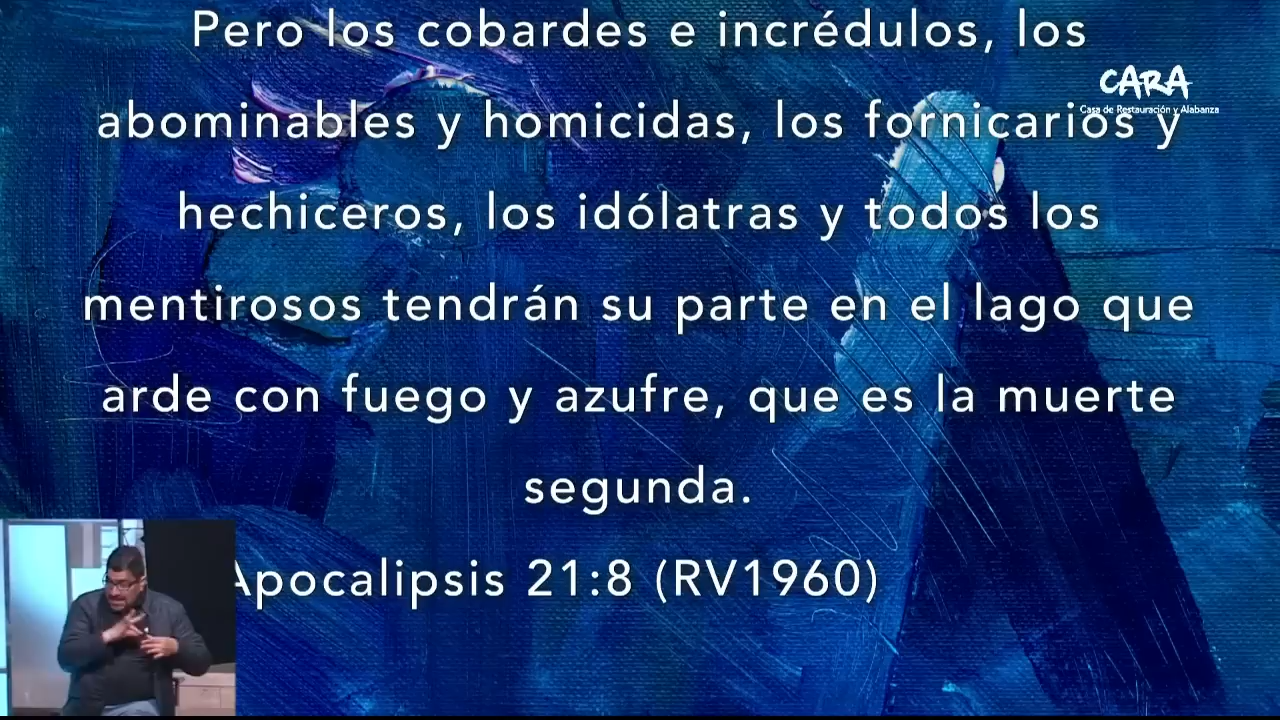 Pero los cobardes e incrédulos, los
CARA
Casa de Restauración y Alabanza
abominables y homicidas, los fornicarios y
hechiceros, los idólatras y todos los
mentirosos tendrán su parte en el lago que
arde con fuego y azufre, que es la muerte
segunda.
Apocalipsis 21:8 (RV1960)